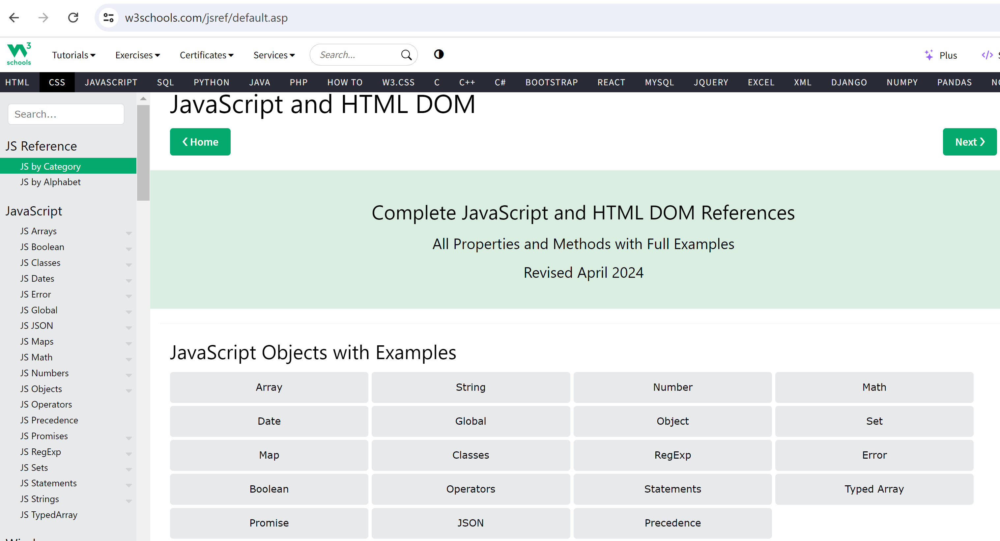 w3schools.com/jsref/default.asp
W3 schools
Tutorials Exercises Certificates Services Search... Plus
HTML CSS JAVASCRIPT SQL PYTHON JAVA PHP HOW TO W3.CSS C C++ C# BOOTSTRAP REACT MYSQL JQUERY EXCEL XML DJANGO NUMPY PANDAS
Search...
JS Reference
JS by Category
JS by Alphabet
JavaScript
JS Arrays
JS Boolean
JS Classes
JS Dates
JS Error
JS Global
JS JSON
JS Maps
JS Math
JS Numbers
JS Objects
JS Operators
JS Precedence
JS Promises
JS RegExp
JS Sets
JS Statements
JS Strings
JS TypedArray
JavaScript and HTML DOM
❮ Home Next ❯
Complete JavaScript and HTML DOM References
All Properties and Methods with Full Examples
Revised April 2024
JavaScript Objects with Examples
Array String Number Math
Date Global Object Set
Map Classes RegExp Error
Boolean Operators Statements Typed Array
Promise JSON Precedence